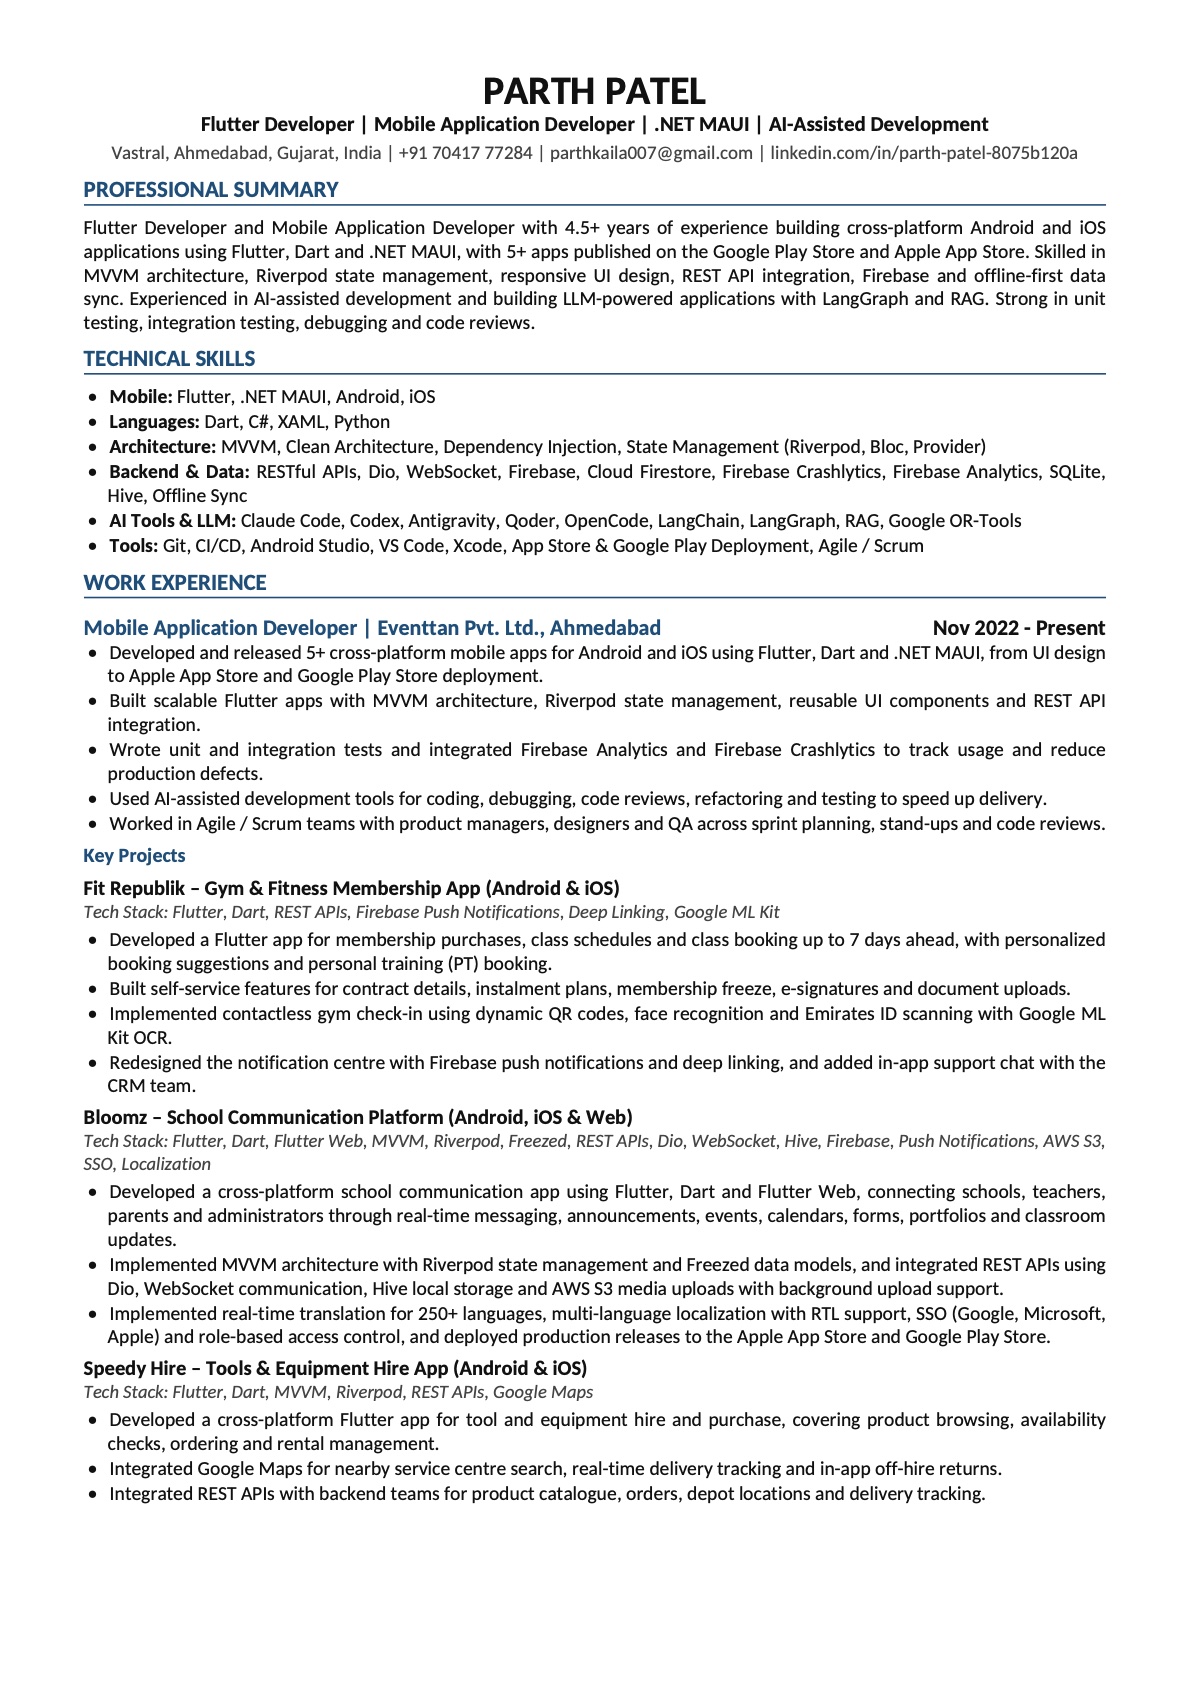 PARTH PATEL
Flutter Developer | Mobile Application Developer | .NET MAUI | AI-Assisted Development
Vastral, Ahmedabad, Gujarat, India | +91 70417 77284 | parthkaila007@gmail.com | linkedin.com/in/parth-patel-8075b120a
PROFESSIONAL SUMMARY
Flutter Developer and Mobile Application Developer with 4.5+ years of experience building cross-platform Android and iOS
applications using Flutter, Dart and .NET MAUI, with 5+ apps published on the Google Play Store and Apple App Store. Skilled in
MVVM architecture, Riverpod state management, responsive UI design, REST API integration, Firebase and offline-first data
sync. Experienced in AI-assisted development and building LLM-powered applications with LangGraph and RAG. Strong in unit
testing, integration testing, debugging and code reviews.
TECHNICAL SKILLS
• Mobile: Flutter, .NET MAUI, Android, iOS
• Languages: Dart, C#, XAML, Python
• Architecture: MVVM, Clean Architecture, Dependency Injection, State Management (Riverpod, Bloc, Provider)
• Backend & Data: RESTful APIs, Dio, WebSocket, Firebase, Cloud Firestore, Firebase Crashlytics, Firebase Analytics, SQLite,
Hive, Offline Sync
• AI Tools & LLM: Claude Code, Codex, Antigravity, Qoder, OpenCode, LangChain, LangGraph, RAG, Google OR-Tools
• Tools: Git, CI/CD, Android Studio, VS Code, Xcode, App Store & Google Play Deployment, Agile / Scrum
WORK EXPERIENCE
Mobile Application Developer | Eventtan Pvt. Ltd., Ahmedabad Nov 2022 - Present
• Developed and released 5+ cross-platform mobile apps for Android and iOS using Flutter, Dart and .NET MAUI, from UI design
to Apple App Store and Google Play Store deployment.
• Built scalable Flutter apps with MVVM architecture, Riverpod state management, reusable UI components and REST API
integration.
• Wrote unit and integration tests and integrated Firebase Analytics and Firebase Crashlytics to track usage and reduce
production defects.
• Used AI-assisted development tools for coding, debugging, code reviews, refactoring and testing to speed up delivery.
• Worked in Agile / Scrum teams with product managers, designers and QA across sprint planning, stand-ups and code reviews.
Key Projects
Fit Republik – Gym & Fitness Membership App (Android & iOS)
Tech Stack: Flutter, Dart, REST APIs, Firebase Push Notifications, Deep Linking, Google ML Kit
• Developed a Flutter app for membership purchases, class schedules and class booking up to 7 days ahead, with personalized
booking suggestions and personal training (PT) booking.
• Built self-service features for contract details, instalment plans, membership freeze, e-signatures and document uploads.
• Implemented contactless gym check-in using dynamic QR codes, face recognition and Emirates ID scanning with Google ML
Kit OCR.
• Redesigned the notification centre with Firebase push notifications and deep linking, and added in-app support chat with the
CRM team.
Bloomz – School Communication Platform (Android, iOS & Web)
Tech Stack: Flutter, Dart, Flutter Web, MVVM, Riverpod, Freezed, REST APIs, Dio, WebSocket, Hive, Firebase, Push Notifications, AWS S3,
SSO, Localization
• Developed a cross-platform school communication app using Flutter, Dart and Flutter Web, connecting schools, teachers,
parents and administrators through real-time messaging, announcements, events, calendars, forms, portfolios and classroom
updates.
• Implemented MVVM architecture with Riverpod state management and Freezed data models, and integrated REST APIs using
Dio, WebSocket communication, Hive local storage and AWS S3 media uploads with background upload support.
• Implemented real-time translation for 250+ languages, multi-language localization with RTL support, SSO (Google, Microsoft,
Apple) and role-based access control, and deployed production releases to the Apple App Store and Google Play Store.
Speedy Hire – Tools & Equipment Hire App (Android & iOS)
Tech Stack: Flutter, Dart, MVVM, Riverpod, REST APIs, Google Maps
• Developed a cross-platform Flutter app for tool and equipment hire and purchase, covering product browsing, availability
checks, ordering and rental management.
• Integrated Google Maps for nearby service centre search, real-time delivery tracking and in-app off-hire returns.
• Integrated REST APIs with backend teams for product catalogue, orders, depot locations and delivery tracking.